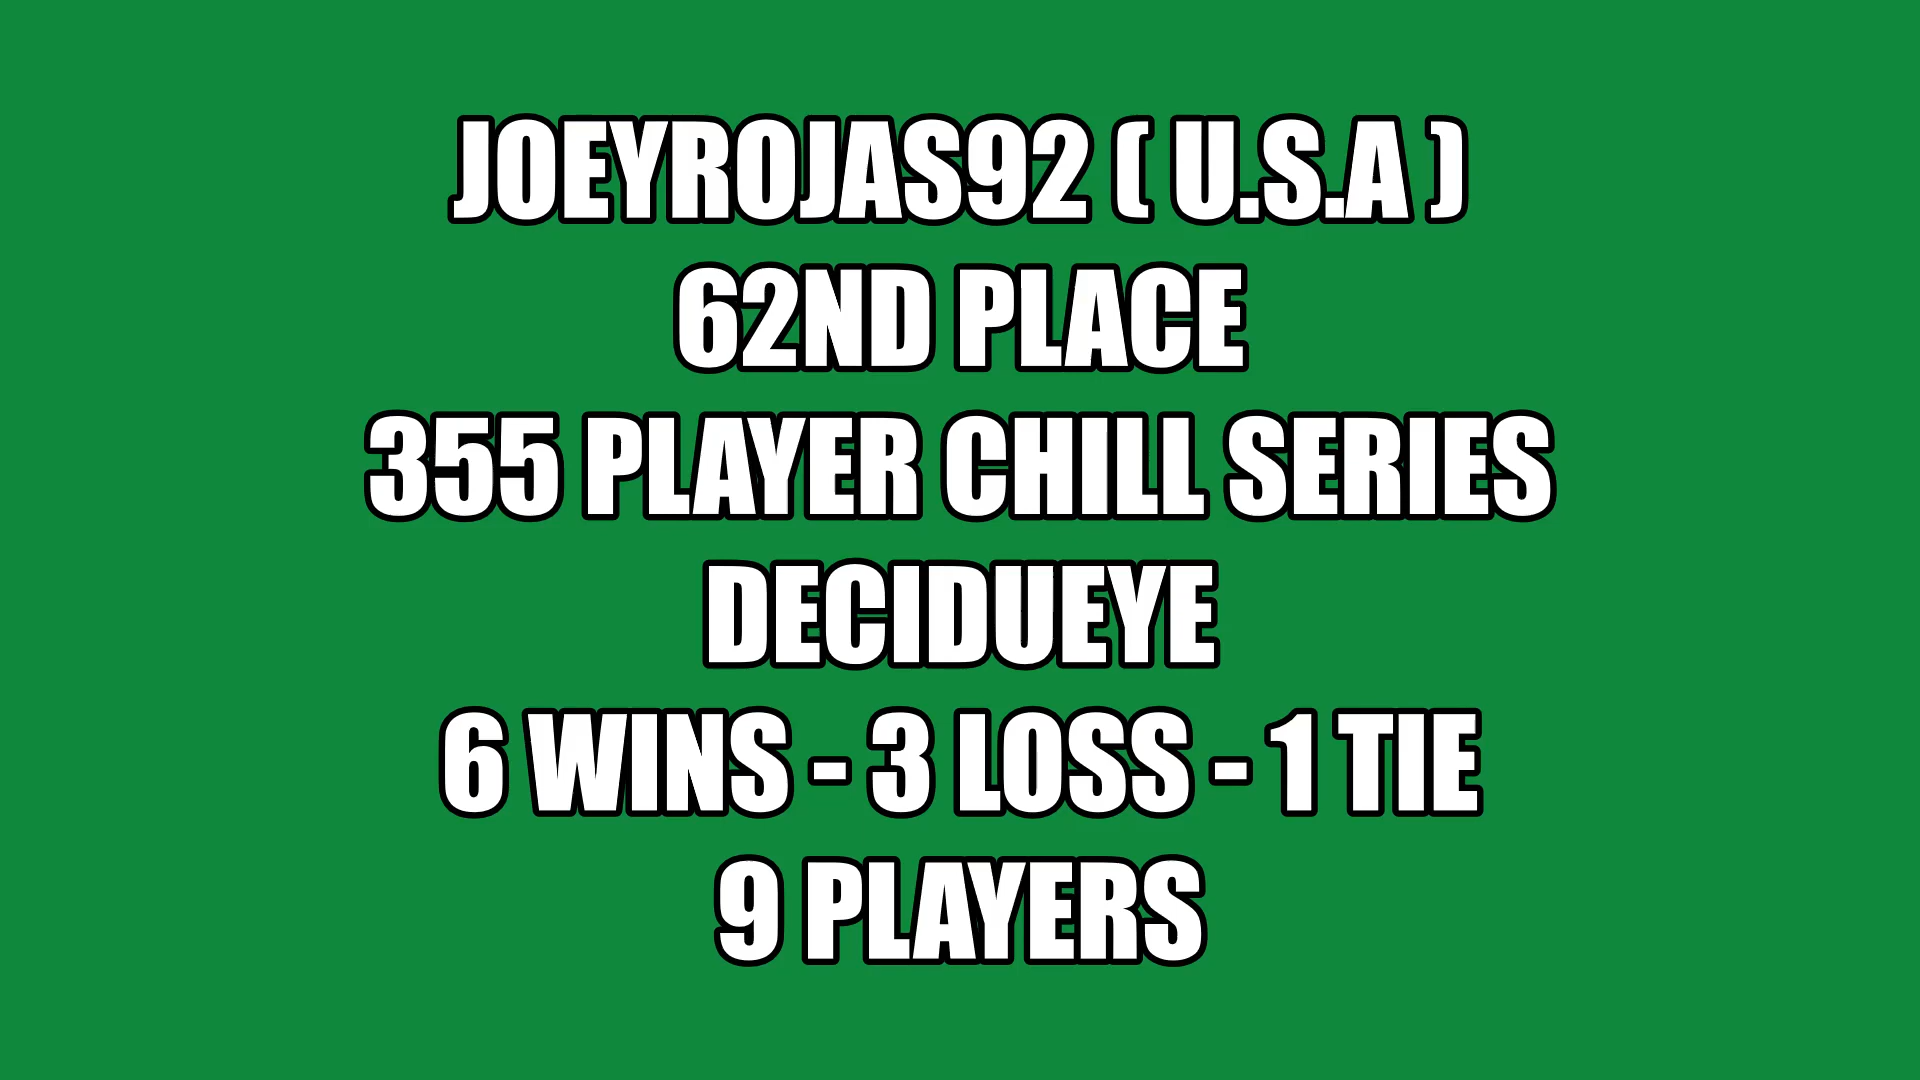 JOEYROJAS92 ( U.S.A )
62ND PLACE
355 PLAYER CHILL SERIES
DECIDUEYE
6 WINS - 3 LOSS - 1 TIE
9 PLAYERS